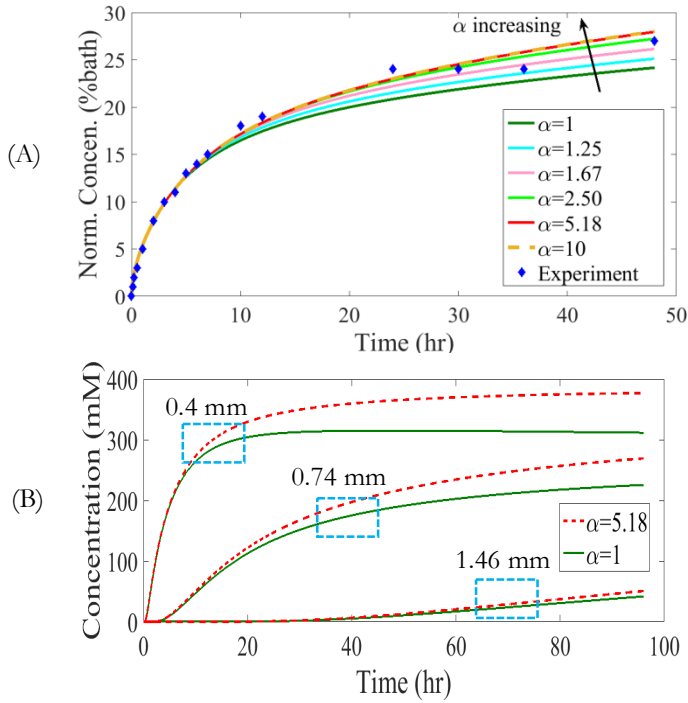 (A)
Norm. Concen. (%bath)
30
25
20
15
10
5
0
α increasing
α=1
α=1.25
α=1.67
α=2.50
α=5.18
α=10
Experiment
0 10 20 30 40 50
Time (hr)
(B)
Concentration (mM)
400
300
200
100
0
0.4 mm
0.74 mm
1.46 mm
α=5.18
α=1
0 20 40 60 80 100
Time (hr)